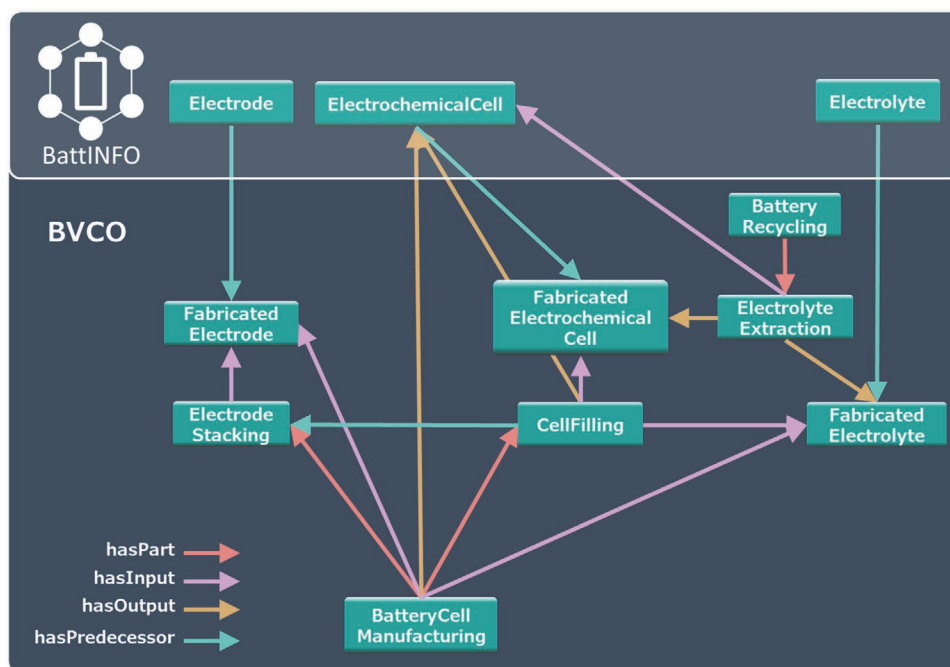 Electrode
ElectrochemicalCell
Electrolyte
BattINFO
BVCO
Battery
Recycling
Fabricated
Electrode
Fabricated
Electrochemical
Cell
Electrolyte
Extraction
Electrode
Stacking
CellFilling
Fabricated
Electrolyte
hasPart
hasInput
hasOutput
hasPredecessor
BatteryCell
Manufacturing